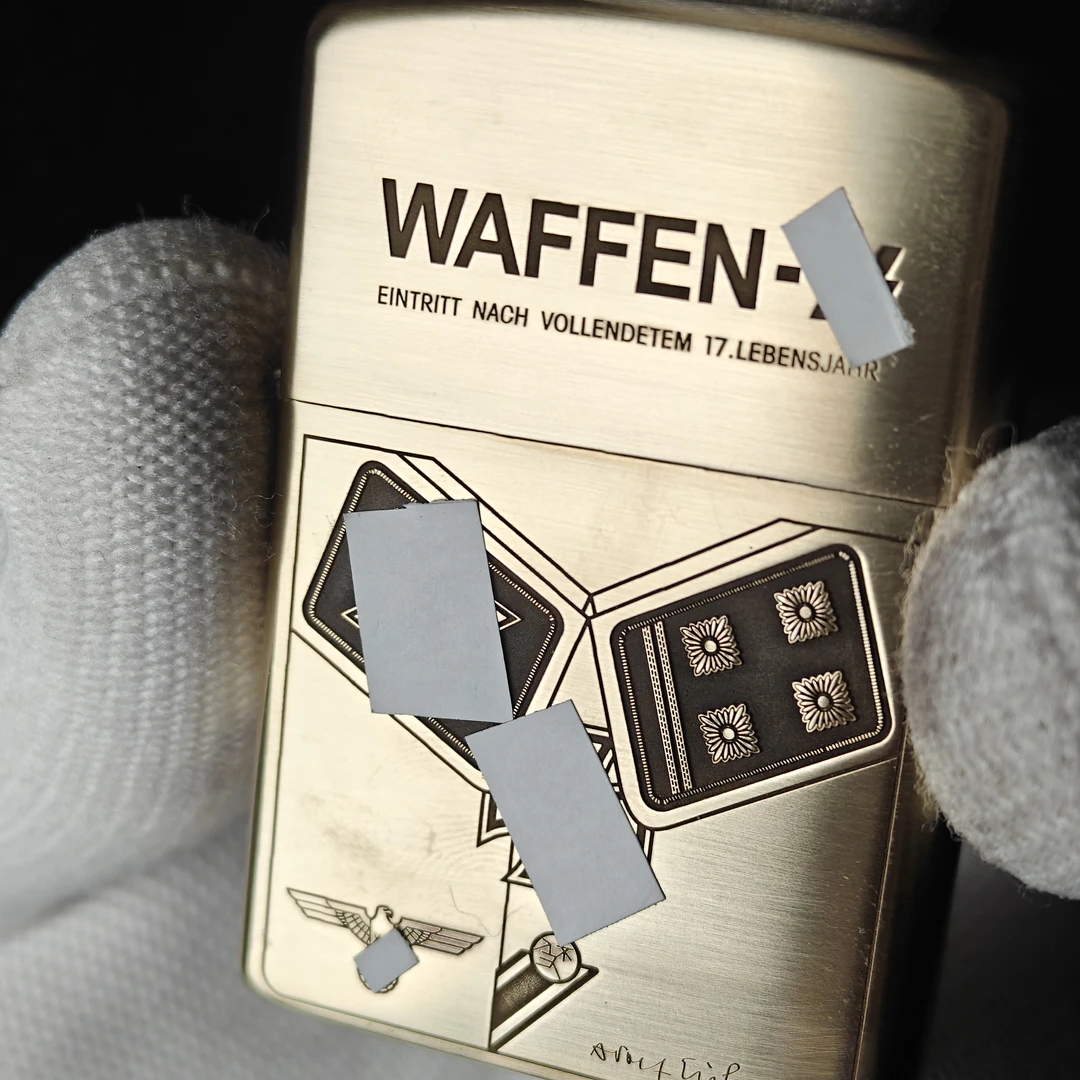 WAFFEN-
EINTRITT NACH VOLLENDETEM 17.LEBENSJAHR